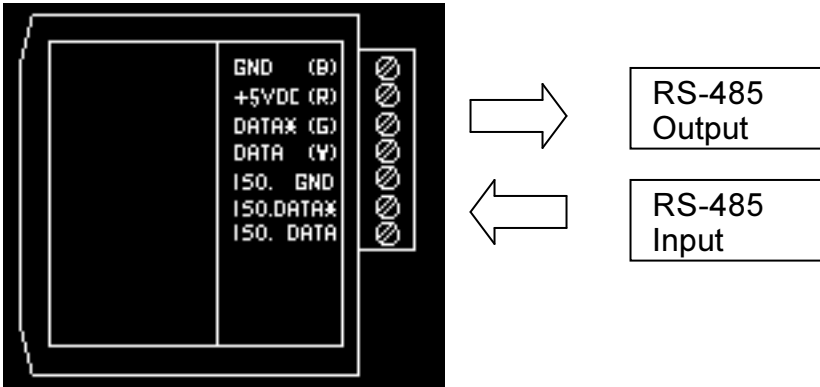 GND (B)
+5VDC (R)
DATA* (G)
DATA (Y)
ISO. GND
ISO.DATA*
ISO. DATA
RS-485
Output
RS-485
Input